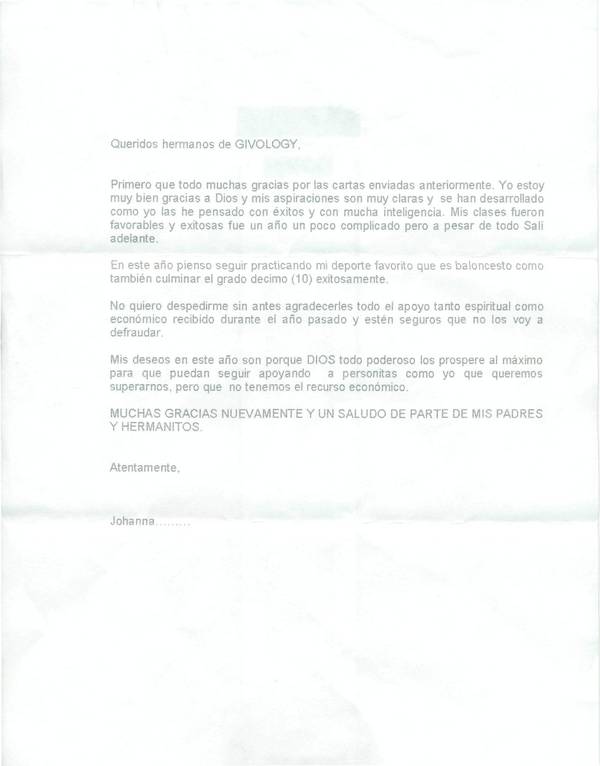 Queridos hermanos de GIVOLOGY,
Primero que todo muchas gracias por las cartas enviadas anteriormente. Yo estoy
muy bien gracias a Dios y mis aspiraciones son muy claras y se han desarrollado
como yo las he pensado con éxitos y con mucha inteligencia. Mis clases fueron
favorables y exitosas fue un año un poco complicado pero a pesar de todo Salí
adelante.
En este año pienso seguir practicando mi deporte favorito que es baloncesto como
también culminar el grado decimo (10) exitosamente.
No quiero despedirme sin antes agradecerles todo el apoyo tanto espiritual como
económico recibido durante el año pasado y estén seguros que no los voy a
defraudar.
Mis deseos en este año son porque DIOS todo poderoso los prospere al máximo
para que puedan seguir apoyando a personitas como yo que queremos
superarnos, pero que no tenemos el recurso económico.
MUCHAS GRACIAS NUEVAMENTE Y UN SALUDO DE PARTE DE MIS PADRES
Y HERMANITOS.
Atentamente,
Johanna.........